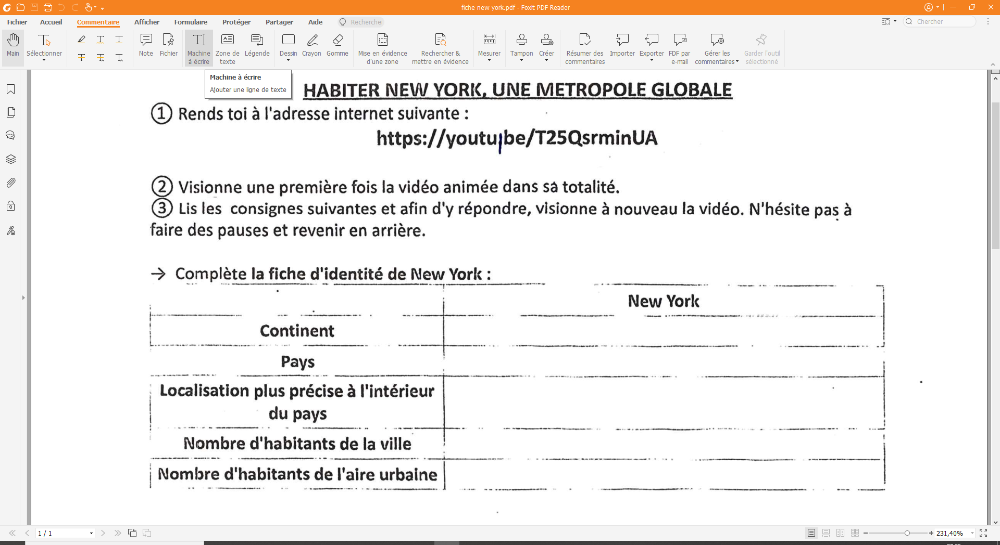 fiche new york.pdf - Foxit PDF Reader
Fichier Accueil Commentaire Afficher Formulaire Protéger Partager Aide Recherche Chercher
Main Sélectionner Note Fichier Machine à écrire Zone de texte Légende Dessin Crayon Gomme Mise en évidence d'une zone Rechercher & mettre en évidence Mesurer Tampon Créer Résumer des commentaires Importer Exporter FDF par e-mail Gérer les commentaires Garder l'outil sélectionné
Machine à écrire
Ajouter une ligne de texte
HABITER NEW YORK, UNE METROPOLE GLOBALE
① Rends toi à l'adresse internet suivante :
https://youtu.be/T25QsrminUA
② Visionne une première fois la vidéo animée dans sa totalité.
③ Lis les consignes suivantes et afin d'y répondre, visionne à nouveau la vidéo. N'hésite pas à
faire des pauses et revenir en arrière.
→ Complète la fiche d'identité de New York :
New York
Continent
Pays
Localisation plus précise à l'intérieur
du pays
Nombre d'habitants de la ville
Nombre d'habitants de l'aire urbaine
1 / 1
231,40%